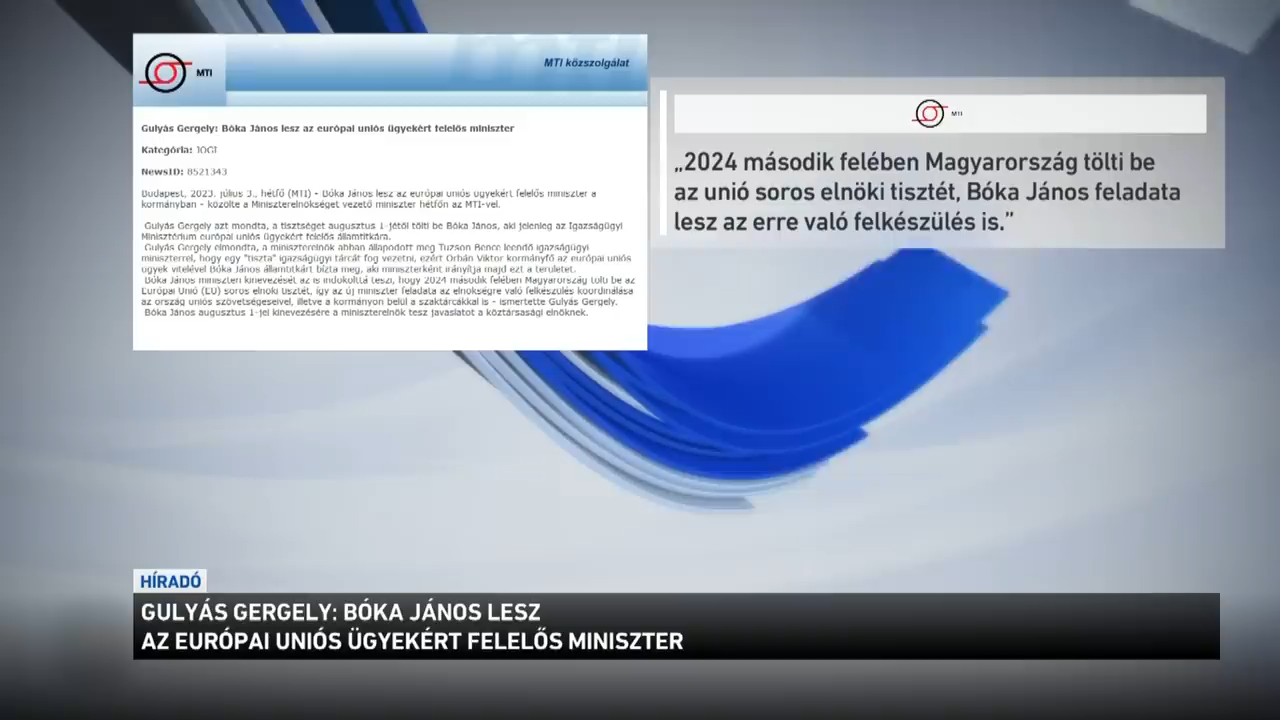 MTI
MTI közszolgálat
Gulyás Gergely: Bóka János lesz az európai uniós ügyekért felelős miniszter
Kategória: JOGI
NewsID: 8521343
Budapest, 2023. július 3., hétfő (MTI) - Bóka János lesz az európai uniós ügyekért felelős miniszter a
kormányban - közölte a Miniszterelnökséget vezető miniszter hétfőn az MTI-vel.
Gulyás Gergely azt mondta, a tisztséget augusztus 1-jétől tölti be Bóka János, aki jelenleg az Igazságügyi
Minisztérium európai uniós ügyekért felelős államtitkára.
Gulyás Gergely elmondta, a miniszterelnök abban állapodott meg Tuzson Bence leendő igazságügyi
miniszterrel, hogy egy "tiszta" igazságügyi tárcát fog vezetni, ezért Orbán Viktor kormányfő az európai uniós
ügyek vitelével Bóka János államtitkárt bízta meg, aki miniszterként irányítja majd ezt a területet.
Bóka János miniszteri kinevezését az is indokolttá teszi, hogy 2024 második felében Magyarország tölti be az
Európai Unió (EU) soros elnöki tisztét, így az új miniszter feladata az elnökségre való felkészülés koordinálása
az ország uniós szövetségeseivel, illetve a kormányon belül a szaktárcákkal is - ismertette Gulyás Gergely.
Bóka János augusztus 1-jei kinevezésére a miniszterelnök tesz javaslatot a köztársasági elnöknek.
MTI
„2024 második felében Magyarország tölti be
az unió soros elnöki tisztét, Bóka János feladata
lesz az erre való felkészülés is.”
HÍRADÓ
GULYÁS GERGELY: BÓKA JÁNOS LESZ
AZ EURÓPAI UNIÓS ÜGYEKÉRT FELELŐS MINISZTER